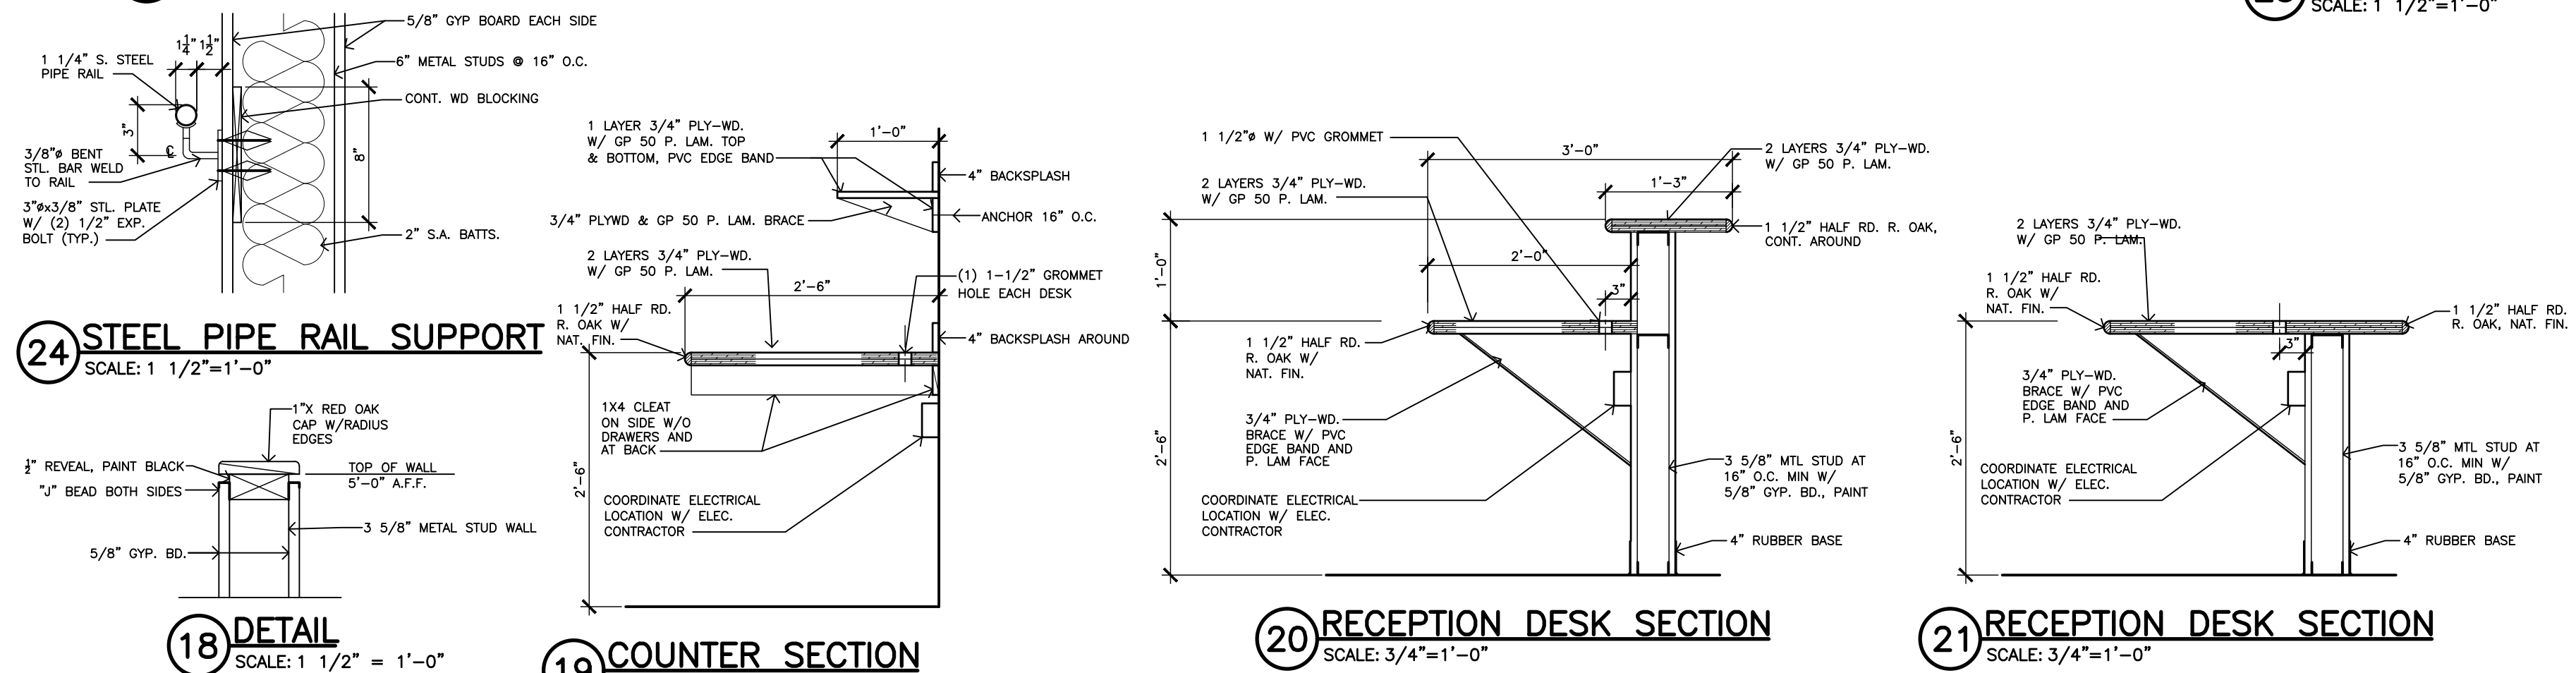 5/8" GYP BOARD EACH SIDE
1 1/4" 1 1/2"
1 1/4" S. STEEL
PIPE RAIL
6" METAL STUDS @ 16" O.C.
CONT. WD BLOCKING
3"
℄
8"
3/8"ø BENT
STL. BAR WELD
TO RAIL
3"øx3/8" STL. PLATE
W/ (2) 1/2" EXP.
BOLT (TYP.)
2" S.A. BATTS.
24 STEEL PIPE RAIL SUPPORT
SCALE: 1 1/2"=1'-0"
1"X RED OAK
CAP W/RADIUS
EDGES
1/2" REVEAL, PAINT BLACK
"J" BEAD BOTH SIDES
TOP OF WALL
5'-0" A.F.F.
3 5/8" METAL STUD WALL
5/8" GYP. BD.
18 DETAIL
SCALE: 1 1/2" = 1'-0"
1 LAYER 3/4" PLY-WD.
W/ GP 50 P. LAM. TOP
& BOTTOM, PVC EDGE BAND
1'-0"
4" BACKSPLASH
3/4" PLYWD & GP 50 P. LAM. BRACE
ANCHOR 16" O.C.
2 LAYERS 3/4" PLY-WD.
W/ GP 50 P. LAM.
(1) 1-1/2" GROMMET
HOLE EACH DESK
2'-6"
1 1/2" HALF RD.
R. OAK W/
NAT. FIN.
4" BACKSPLASH AROUND
1X4 CLEAT
ON SIDE W/O
DRAWERS AND
AT BACK
2'-6"
COORDINATE ELECTRICAL
LOCATION W/ ELEC.
CONTRACTOR
19 COUNTER SECTION
1 1/2"ø W/ PVC GROMMET
3'-0"
2 LAYERS 3/4" PLY-WD.
W/ GP 50 P. LAM.
2 LAYERS 3/4" PLY-WD.
W/ GP 50 P. LAM.
1'-3"
1 1/2" HALF RD. R. OAK,
CONT. AROUND
1'-0"
2'-0"
3"
1 1/2" HALF RD.
R. OAK W/
NAT. FIN.
3/4" PLY-WD.
BRACE W/ PVC
EDGE BAND AND
P. LAM FACE
2'-6"
3 5/8" MTL STUD AT
16" O.C. MIN W/
5/8" GYP. BD., PAINT
COORDINATE ELECTRICAL
LOCATION W/ ELEC.
CONTRACTOR
4" RUBBER BASE
20 RECEPTION DESK SECTION
SCALE: 3/4"=1'-0"
SCALE: 1 1/2"=1'-0"
2 LAYERS 3/4" PLY-WD.
W/ GP 50 P. LAM.
1 1/2" HALF RD.
R. OAK W/
NAT. FIN.
1 1/2" HALF RD.
R. OAK, NAT. FIN.
3"
3/4" PLY-WD.
BRACE W/ PVC
EDGE BAND AND
P. LAM FACE
2'-6"
3 5/8" MTL STUD AT
16" O.C. MIN W/
5/8" GYP. BD., PAINT
COORDINATE ELECTRICAL
LOCATION W/ ELEC.
CONTRACTOR
4" RUBBER BASE
21 RECEPTION DESK SECTION
SCALE: 3/4"=1'-0"